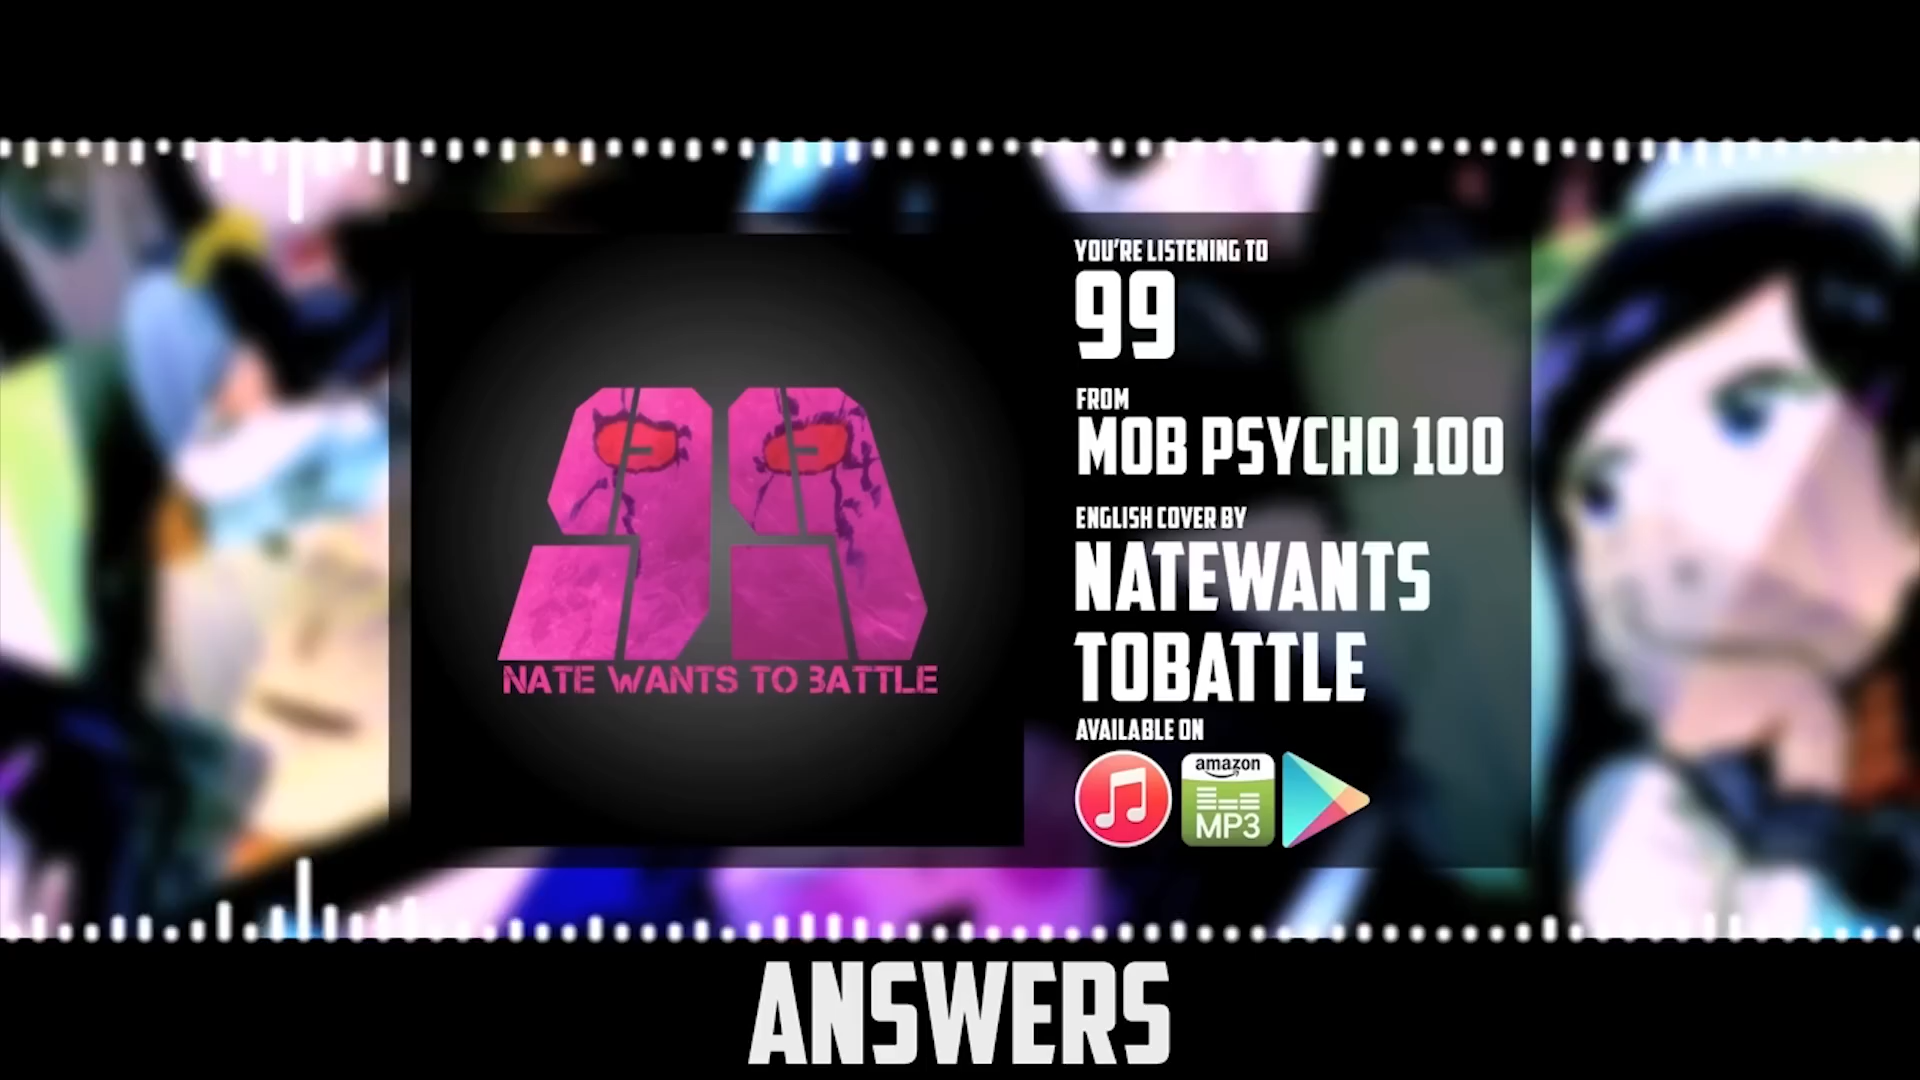 YOU'RE LISTENING TO
99
FROM
MOB PSYCHO 100
ENGLISH COVER BY
NATEWANTS
TOBATTLE
AVAILABLE ON
amazon
MP3
99
NATE WANTS TO BATTLE
ANSWERS